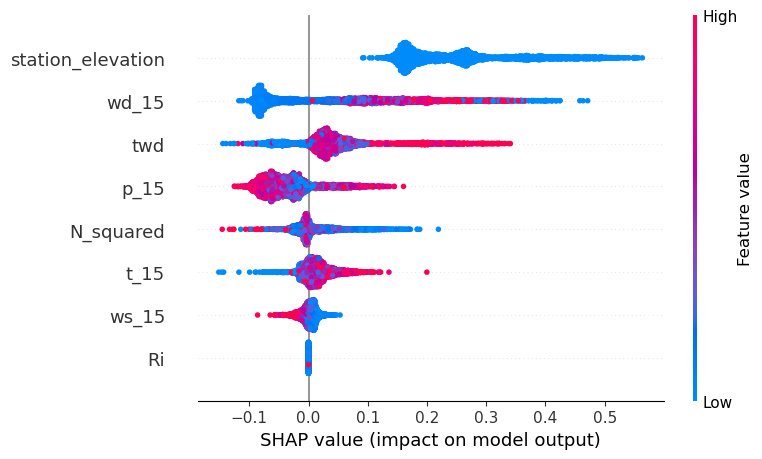 High
station_elevation
wd_15
twd
p_15
N_squared
t_15
ws_15
Ri
Feature value
Low
−0.1 0.0 0.1 0.2 0.3 0.4 0.5
SHAP value (impact on model output)